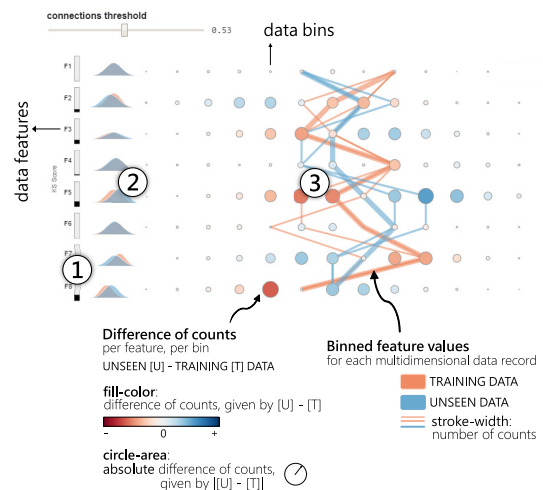 connections threshold
0.53
data bins
data features
KS Score
F1
F2
F3
F4
F5
F6
F7
F8
1
2
3
Difference of counts
per feature, per bin
UNSEEN [U] - TRAINING [T] DATA
fill-color:
difference of counts, given by [U] - [T]
- 0 +
circle-area:
absolute difference of counts,
given by |[U] - [T]|
Binned feature values
for each multidimensional data record
TRAINING DATA
UNSEEN DATA
stroke-width:
number of counts